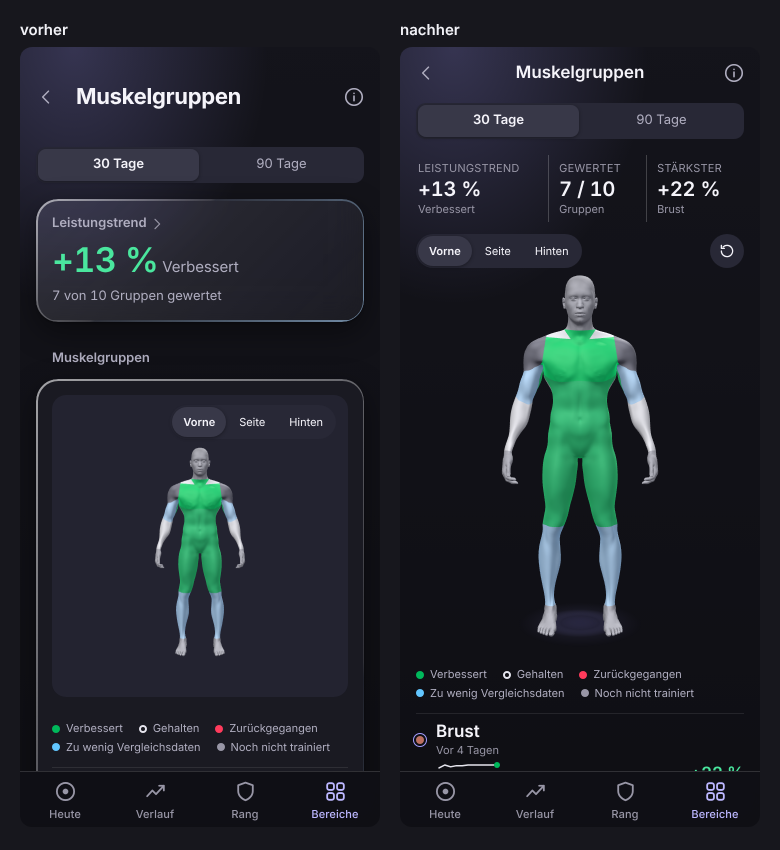 vorher
Muskelgruppen
30 Tage
90 Tage
Leistungstrend
+13 % Verbessert
7 von 10 Gruppen gewertet
Muskelgruppen
Vorne
Seite
Hinten
Verbessert
Gehalten
Zurückgegangen
Zu wenig Vergleichsdaten
Noch nicht trainiert
Heute
Verlauf
Rang
Bereiche
nachher
Muskelgruppen
30 Tage
90 Tage
LEISTUNGSTREND
+13 %
Verbessert
GEWERTET
7 / 10
Gruppen
STÄRKSTER
+22 %
Brust
Vorne
Seite
Hinten
Verbessert
Gehalten
Zurückgegangen
Zu wenig Vergleichsdaten
Noch nicht trainiert
Brust
Vor 4 Tagen
Heute
Verlauf
Rang
Bereiche